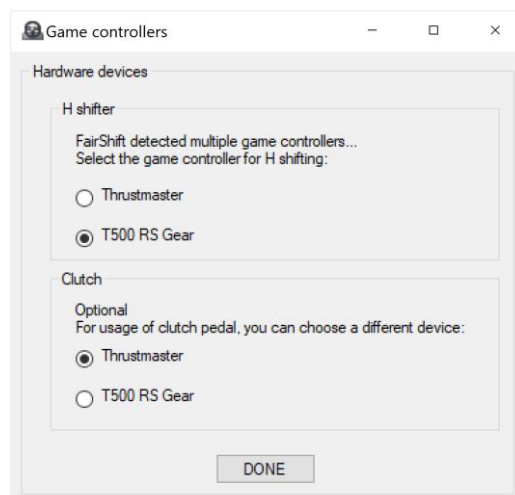 Game controllers
Hardware devices
H shifter
FairShift detected multiple game controllers...
Select the game controller for H shifting:
Thrustmaster
T500 RS Gear
Clutch
Optional
For usage of clutch pedal, you can choose a different device:
Thrustmaster
T500 RS Gear
DONE